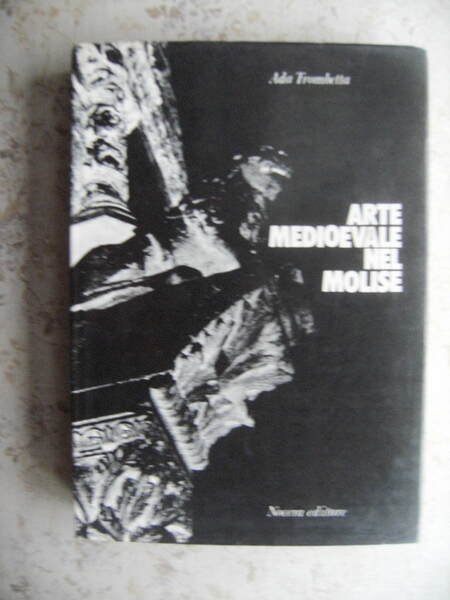 Ada Trombetta
ARTE
MEDIOEVALE
NEL
MOLISE
Nocera editore